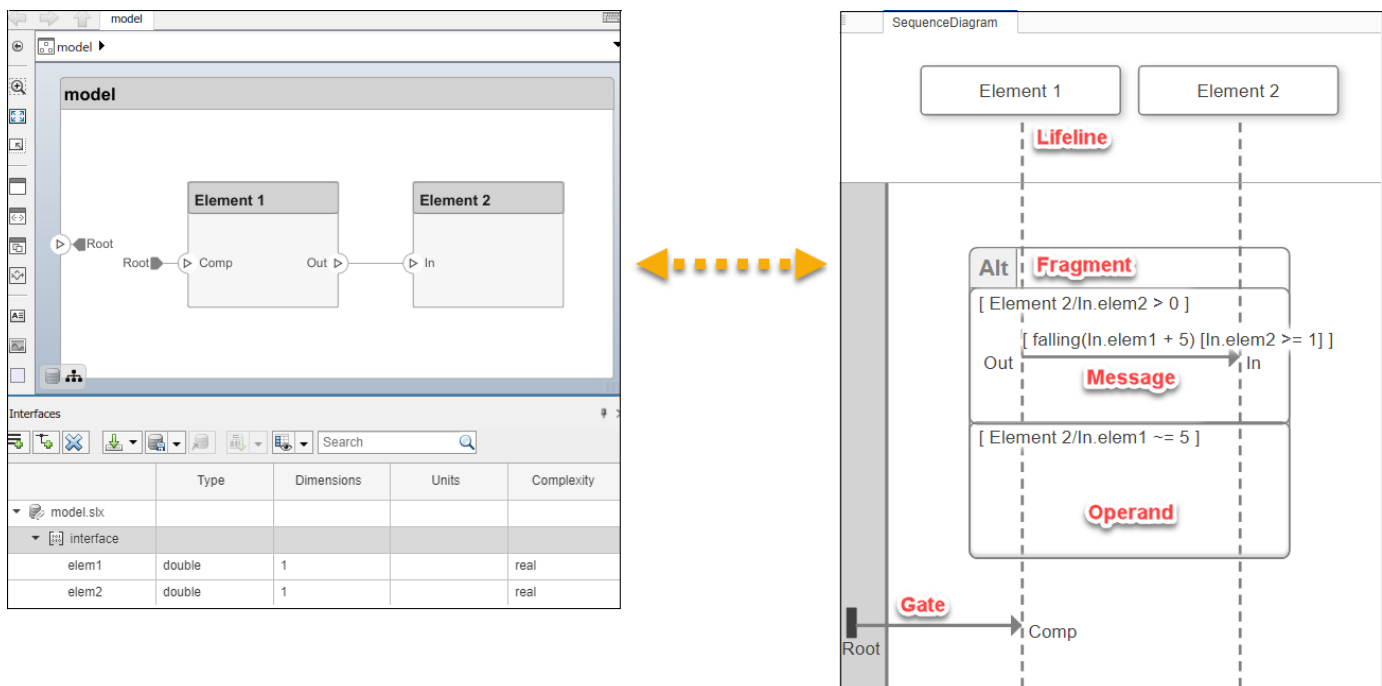 model
model
model
Element 1
Element 2
Root
Root
Comp
Out
In
Interfaces
Search
Type Dimensions Units Complexity
model.slx
interface
elem1 double 1 real
elem2 double 1 real
SequenceDiagram
Element 1
Element 2
Lifeline
Alt
Fragment
[ Element 2/In.elem2 > 0 ]
[ falling(In.elem1 + 5) [In.elem2 >= 1] ]
Out
In
Message
[ Element 2/In.elem1 ~= 5 ]
Operand
Gate
Comp
Root